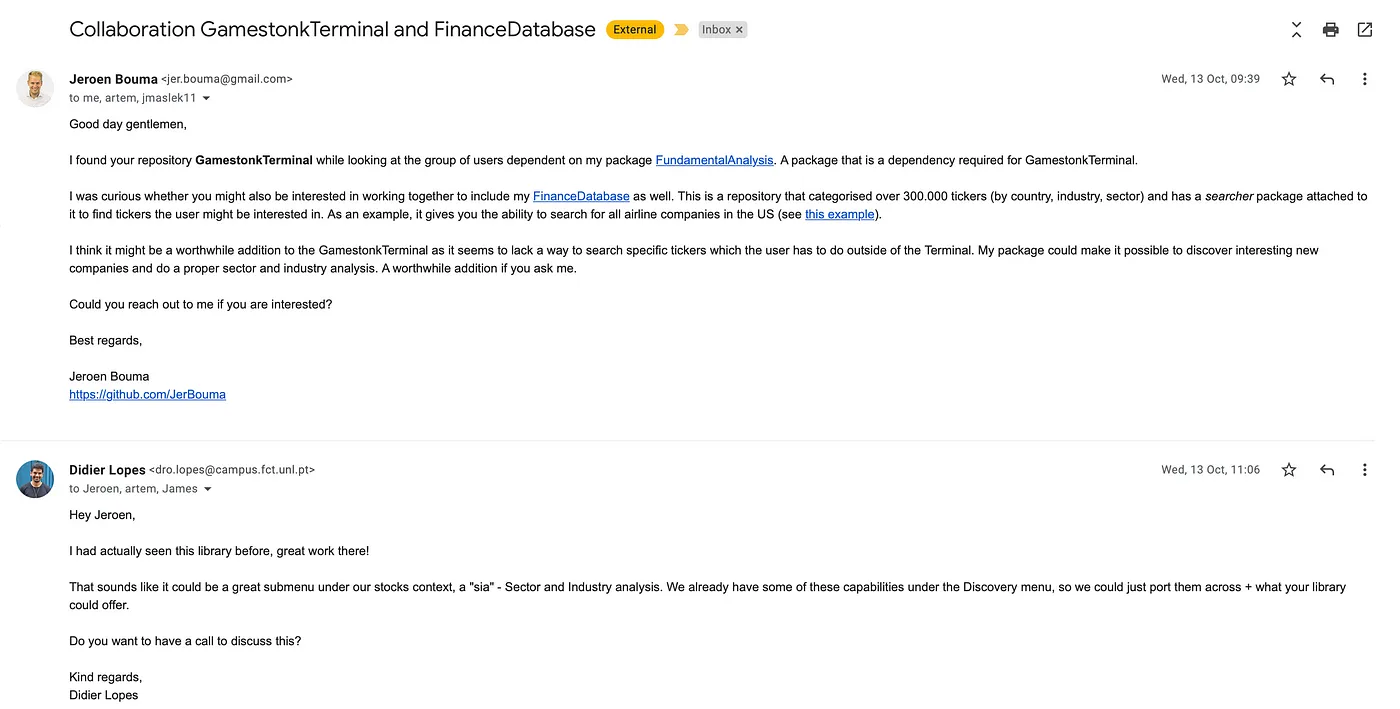 Collaboration GamestonkTerminal and FinanceDatabase External Inbox ×
Jeroen Bouma <jer.bouma@gmail.com> Wed, 13 Oct, 09:39
to me, artem, jmaslek11
Good day gentlemen,
I found your repository GamestonkTerminal while looking at the group of users dependent on my package FundamentalAnalysis. A package that is a dependency required for GamestonkTerminal.
I was curious whether you might also be interested in working together to include my FinanceDatabase as well. This is a repository that categorised over 300.000 tickers (by country, industry, sector) and has a searcher package attached to
it to find tickers the user might be interested in. As an example, it gives you the ability to search for all airline companies in the US (see this example).
I think it might be a worthwhile addition to the GamestonkTerminal as it seems to lack a way to search specific tickers which the user has to do outside of the Terminal. My package could make it possible to discover interesting new
companies and do a proper sector and industry analysis. A worthwhile addition if you ask me.
Could you reach out to me if you are interested?
Best regards,
Jeroen Bouma
https://github.com/JerBouma
Didier Lopes <dro.lopes@campus.fct.unl.pt> Wed, 13 Oct, 11:06
to Jeroen, artem, James
Hey Jeroen,
I had actually seen this library before, great work there!
That sounds like it could be a great submenu under our stocks context, a "sia" - Sector and Industry analysis. We already have some of these capabilities under the Discovery menu, so we could just port them across + what your library
could offer.
Do you want to have a call to discuss this?
Kind regards,
Didier Lopes